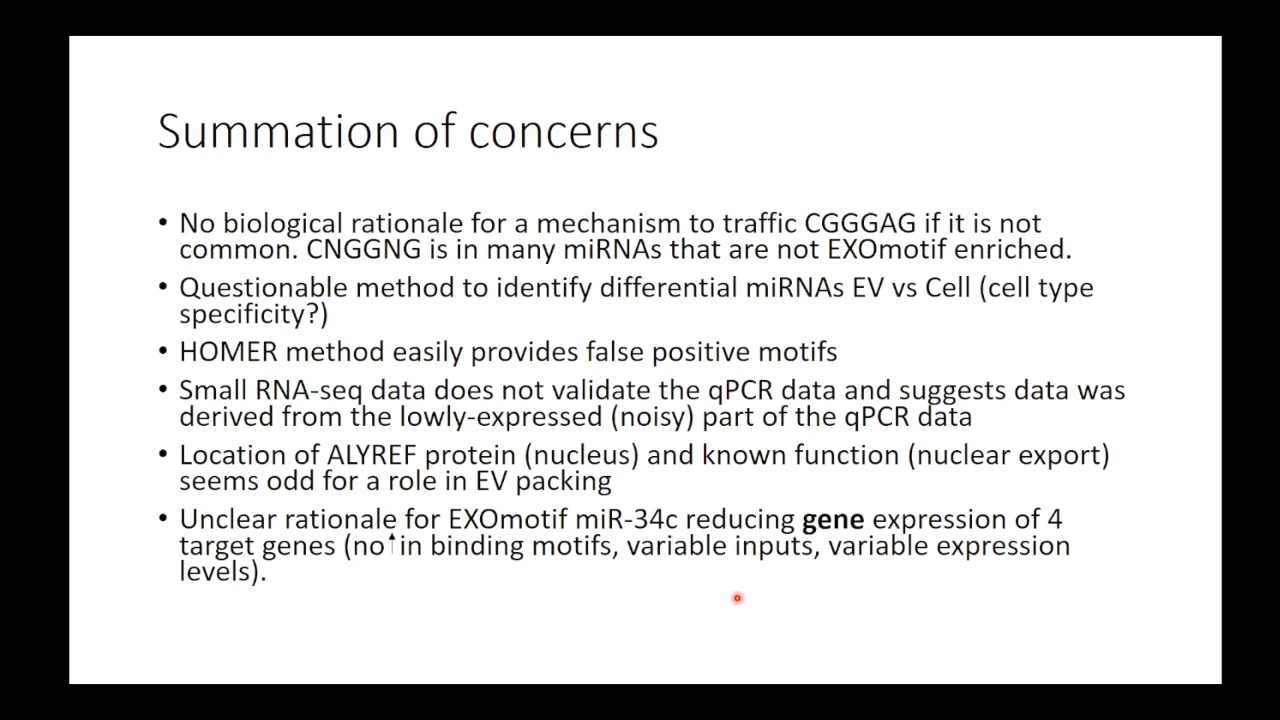 Summation of concerns
• No biological rationale for a mechanism to traffic CGGGAG if it is not
common. CNGGNG is in many miRNAs that are not EXOmotif enriched.
• Questionable method to identify differential miRNAs EV vs Cell (cell type
specificity?)
• HOMER method easily provides false positive motifs
• Small RNA-seq data does not validate the qPCR data and suggests data was
derived from the lowly-expressed (noisy) part of the qPCR data
• Location of ALYREF protein (nucleus) and known function (nuclear export)
seems odd for a role in EV packing
• Unclear rationale for EXOmotif miR-34c reducing gene expression of 4
target genes (no↑in binding motifs, variable inputs, variable expression
levels).